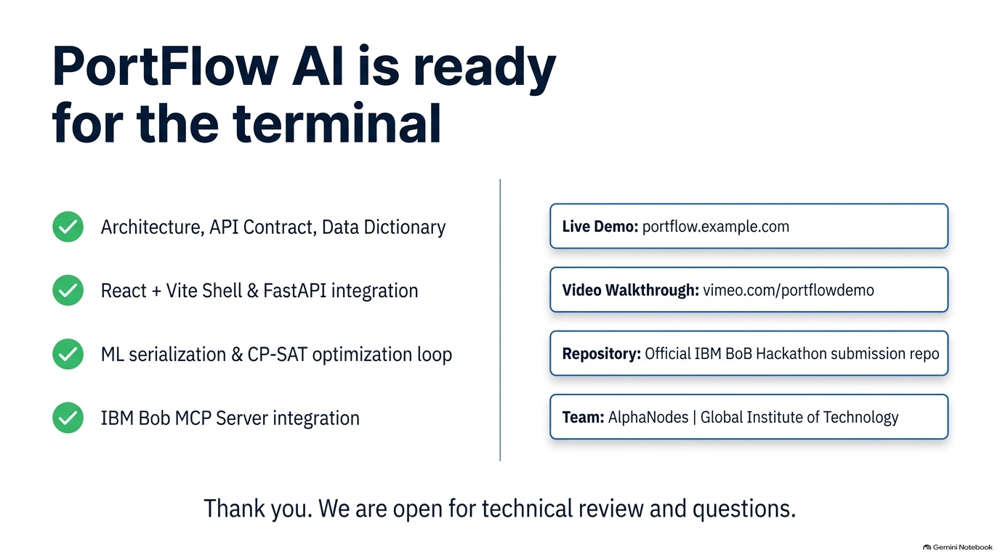 PortFlow AI is ready
for the terminal
Architecture, API Contract, Data Dictionary
React + Vite Shell & FastAPI integration
ML serialization & CP-SAT optimization loop
IBM Bob MCP Server integration
Live Demo: portflow.example.com
Video Walkthrough: vimeo.com/portflowdemo
Repository: Official IBM BoB Hackathon submission repo
Team: AlphaNodes | Global Institute of Technology
Thank you. We are open for technical review and questions.
Gemini Notebook